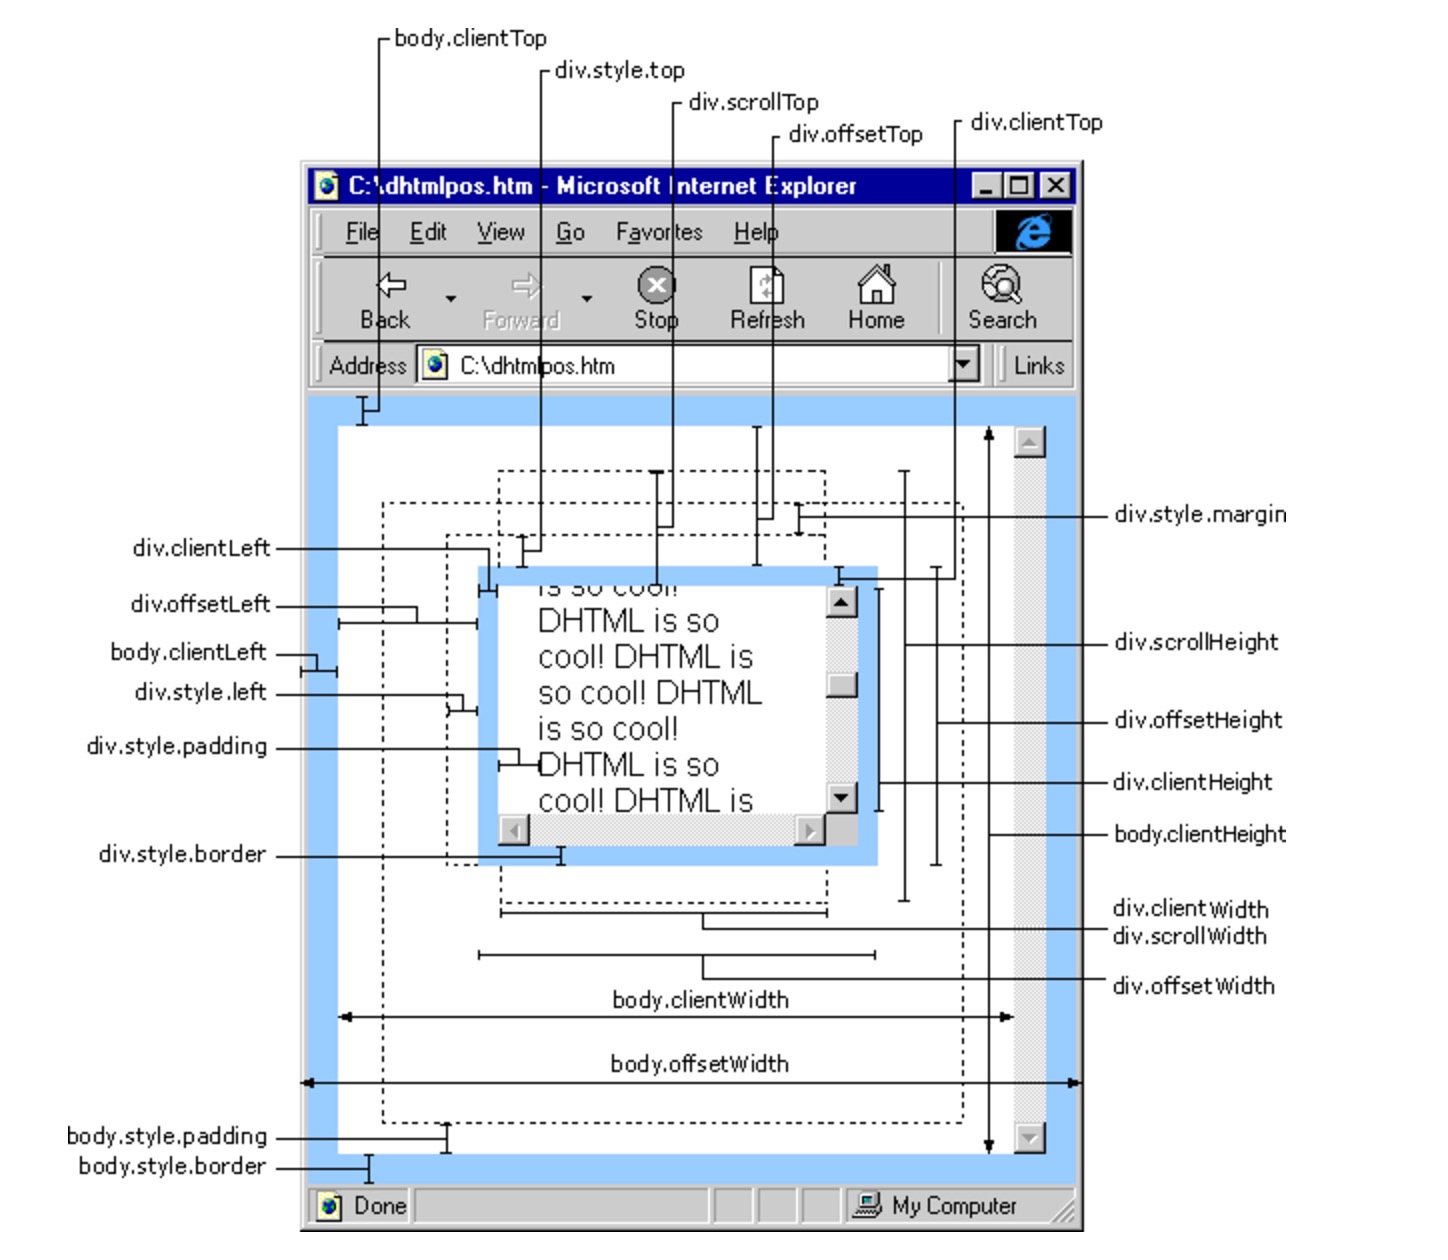 body.clientTop
div.style.top
div.scrollTop
div.clientTop
div.offsetTop
C:\dhtmlpos.htm - Microsoft Internet Explorer
File Edit View Go Favorites Help
Back Forward Stop Refresh Home Search
Address C:\dhtmlpos.htm Links
div.style.margin
div.clientLeft
is so cool!
div.offsetLeft
DHTML is so
div.scrollHeight
body.clientLeft
cool! DHTML is
div.style.left
so cool! DHTML
div.offsetHeight
is so cool!
div.style.padding
DHTML is so
div.clientHeight
cool! DHTML is
body.clientHeight
div.style.border
div.clientWidth
div.scrollWidth
div.offsetWidth
body.clientWidth
body.offsetWidth
body.style.padding
body.style.border
Done My Computer